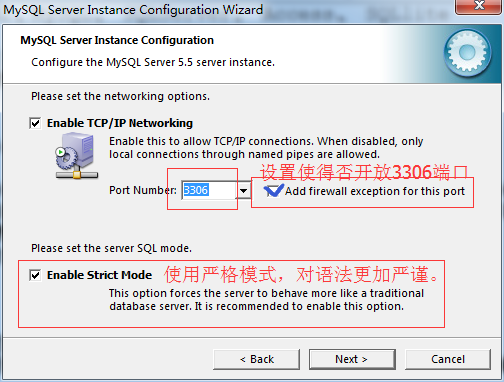 MySQL Server Instance Configuration Wizard
MySQL Server Instance Configuration
Configure the MySQL Server 5.5 server instance.
Please set the networking options.
Enable TCP/IP Networking
Enable this to allow TCP/IP connections. When disabled, only
local connections through named pipes are allowed.
设置使得否开放3306端口
Port Number: 3306 Add firewall exception for this port
Please set the server SQL mode.
Enable Strict Mode 使用严格模式，对语法更加严谨。
This option forces the server to behave more like a traditional
database server. It is recommended to enable this option.
< Back Next > Cancel